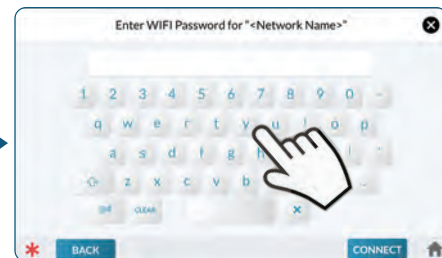 Enter WIFI Password for "<Network Name>"
1 2 3 4 5 6 7 8 9 0 -
q w e r t y u i o p
a s d f g h l '
z x c v b .
CLEAR x
BACK CONNECT